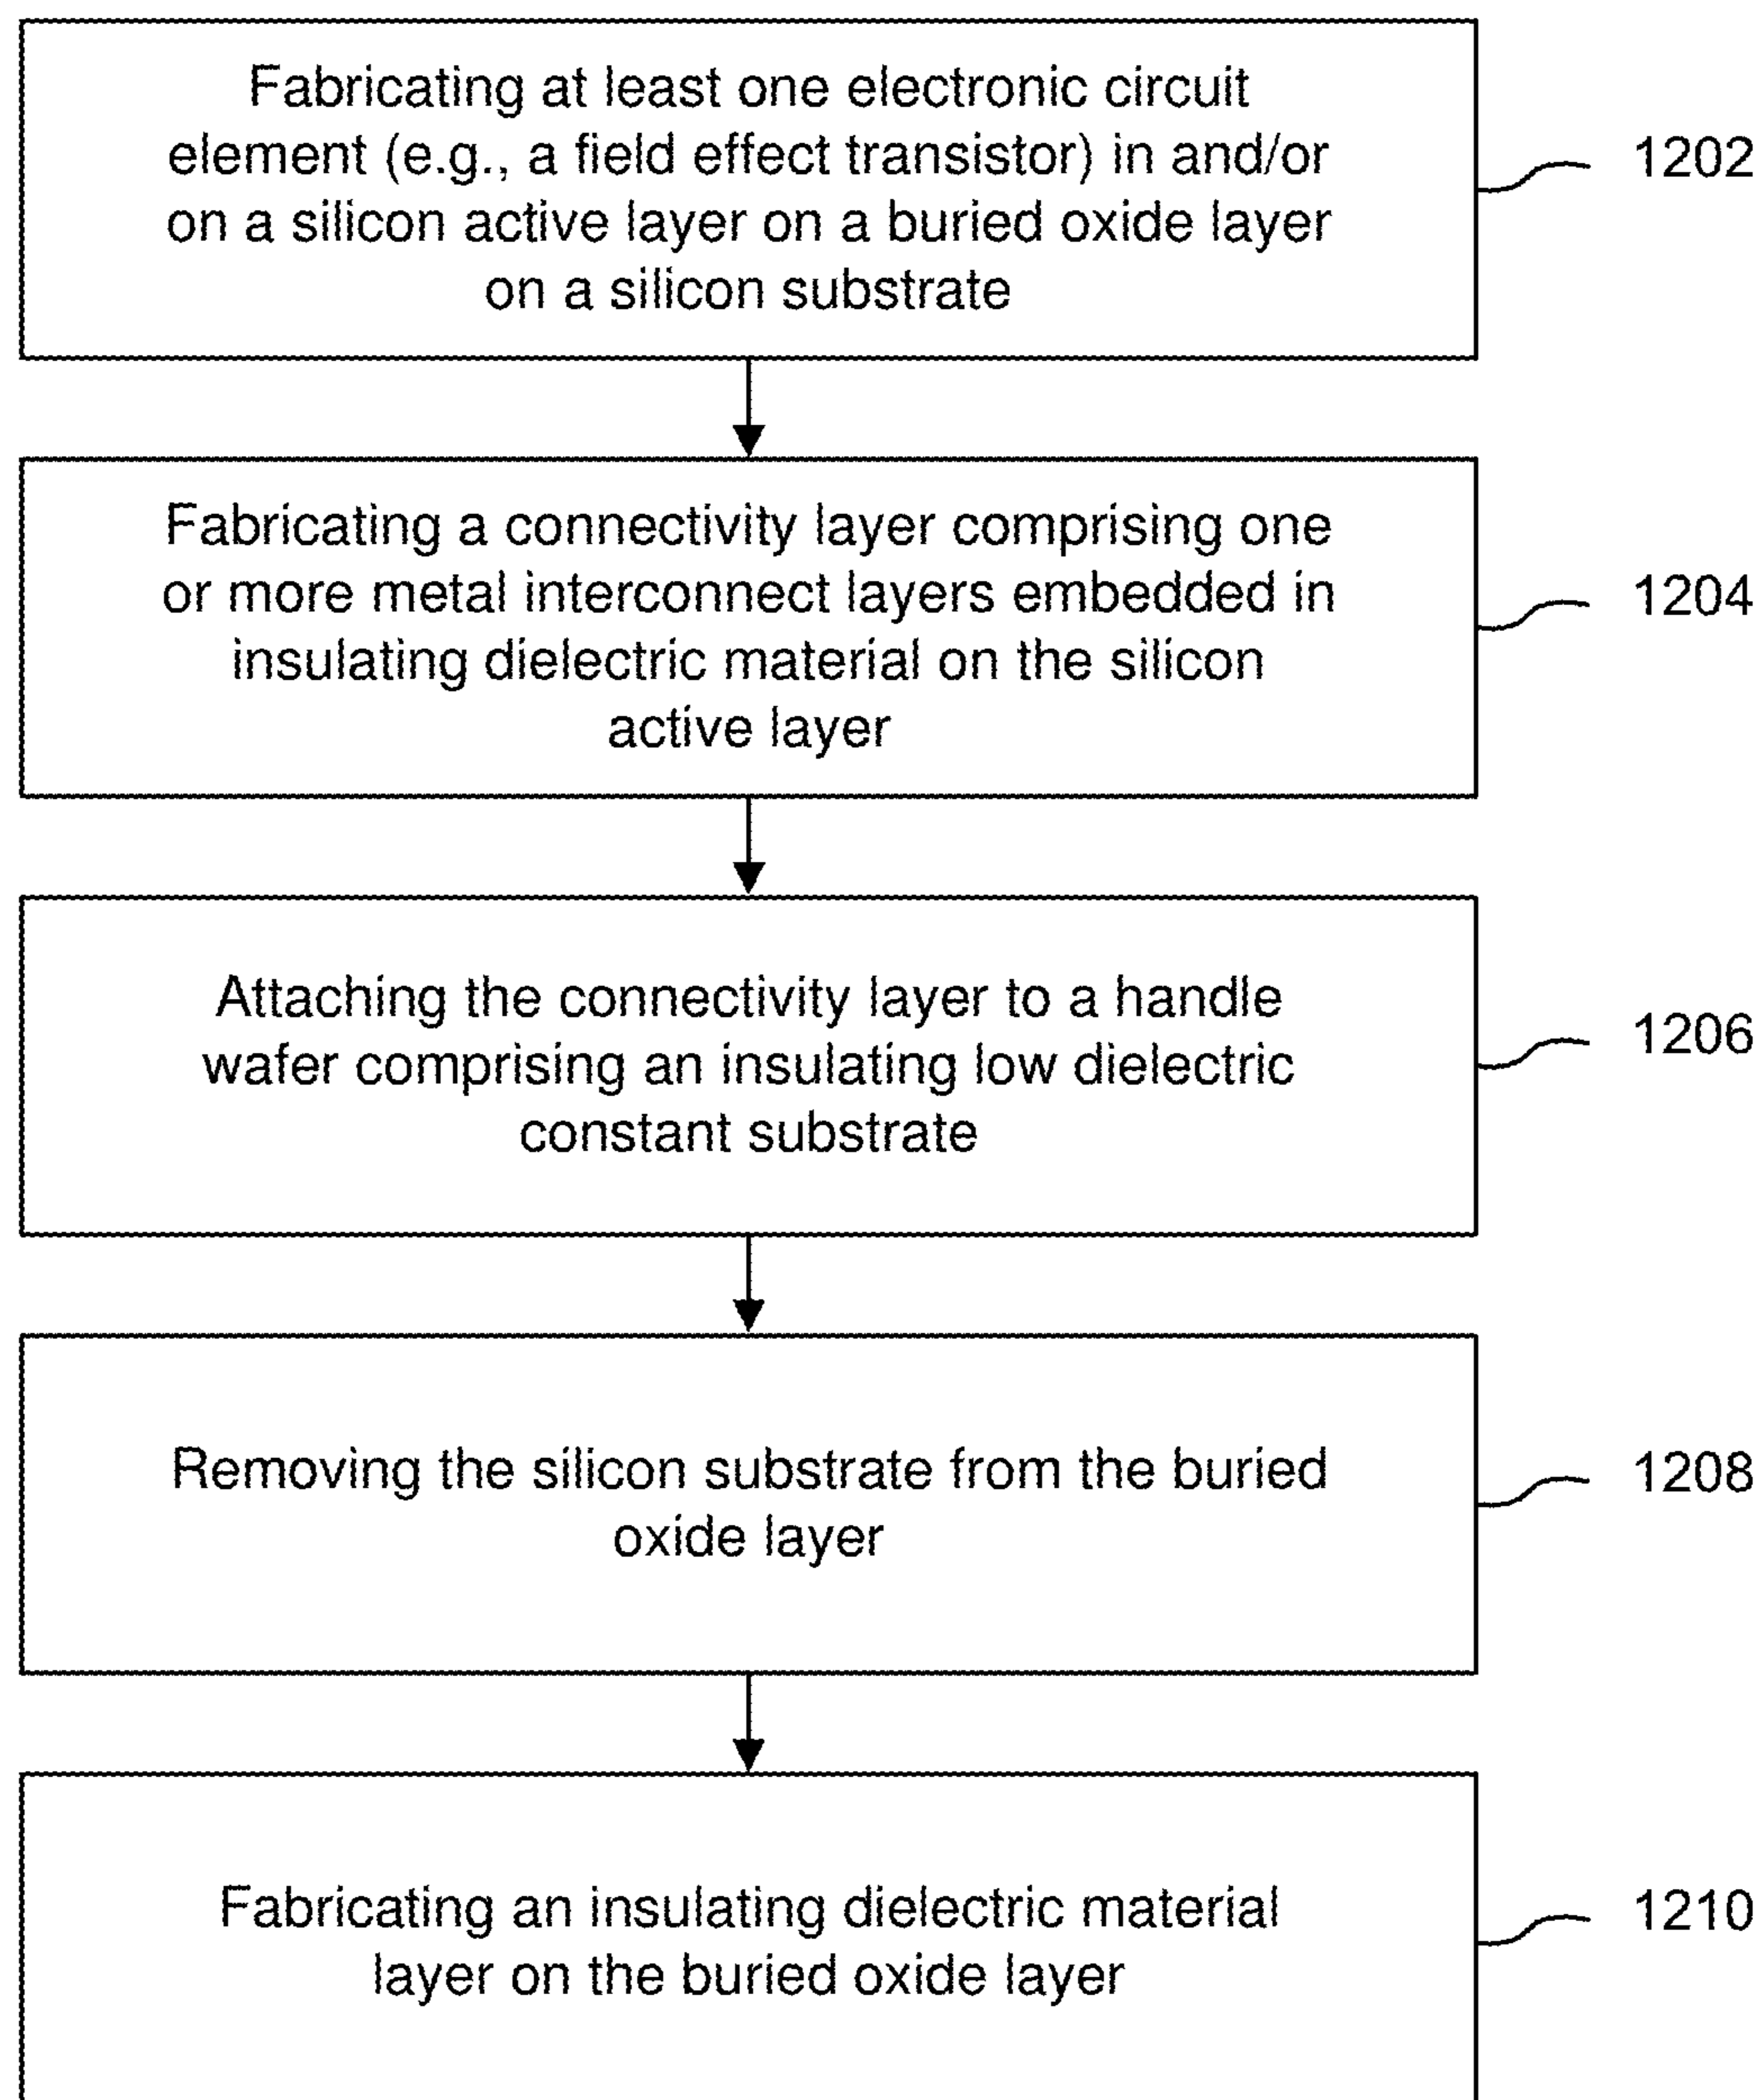 Fabricating at least one electronic circuit
element (e.g., a field effect transistor) in and/or
on a silicon active layer on a buried oxide layer
on a silicon substrate
1202
Fabricating a connectivity layer comprising one
or more metal interconnect layers embedded in
insulating dielectric material on the silicon
active layer
1204
Attaching the connectivity layer to a handle
wafer comprising an insulating low dielectric
constant substrate
1206
Removing the silicon substrate from the buried
oxide layer
1208
Fabricating an insulating dielectric material
layer on the buried oxide layer
1210